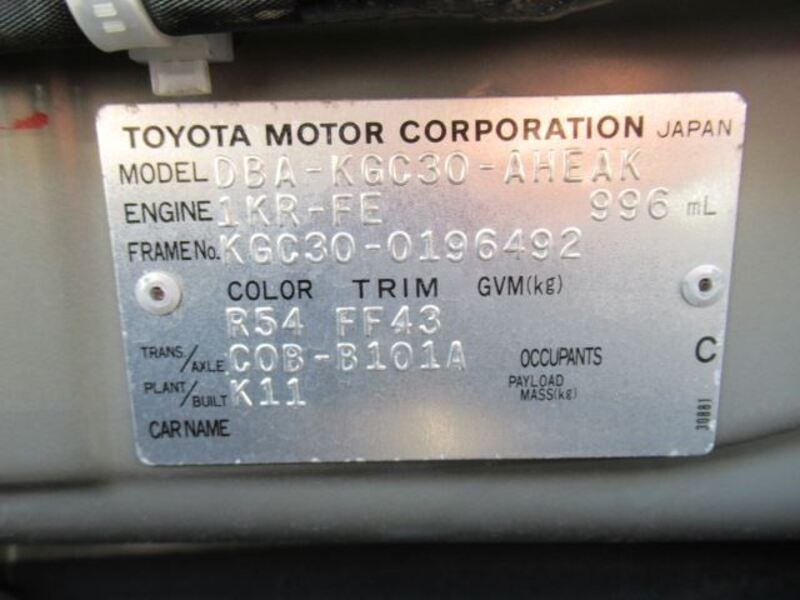 TOYOTA MOTOR CORPORATION JAPAN
MODEL DBA-KGC30-AHEAK
ENGINE 1KR-FE 996 mL
FRAME No. KGC30-0196492
COLOR TRIM GVM(kg)
R54 FF43
TRANS./AXLE C0B-B101A OCCUPANTS C
PLANT/BUILT K11 PAYLOAD MASS(kg)
CAR NAME
30881